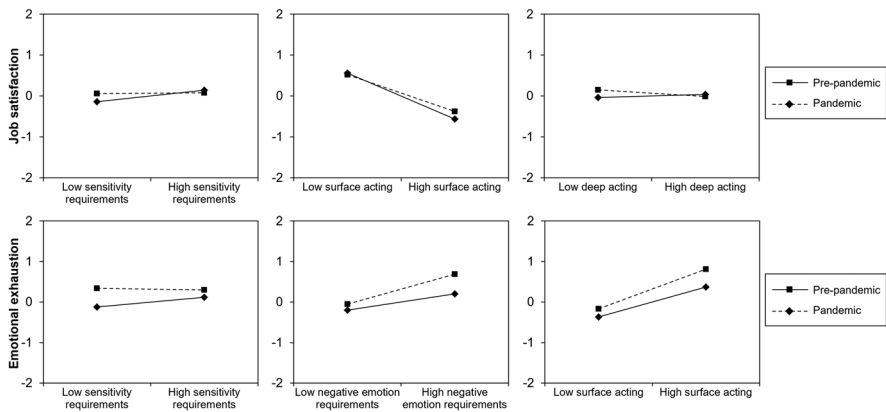 2
1
0
-1
-2
Job satisfaction
Low sensitivity
requirements
High sensitivity
requirements
2
1
0
-1
-2
Low surface acting
High surface acting
2
1
0
-1
-2
Low deep acting
High deep acting
Pre-pandemic
Pandemic
2
1
0
-1
-2
Emotional exhaustion
Low sensitivity
requirements
High sensitivity
requirements
2
1
0
-1
-2
Low negative emotion
requirements
High negative
emotion requirements
2
1
0
-1
-2
Low surface acting
High surface acting
Pre-pandemic
Pandemic